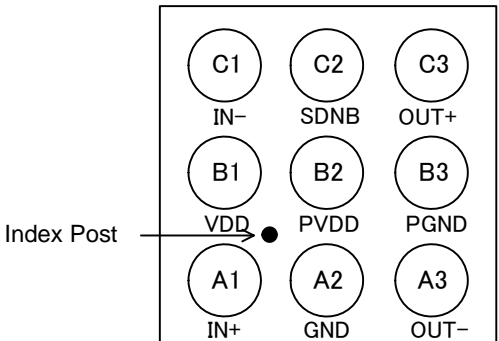 C1 C2 C3
IN− SDNB OUT+
B1 B2 B3
VDD PVDD PGND
Index Post
A1 A2 A3
IN+ GND OUT−